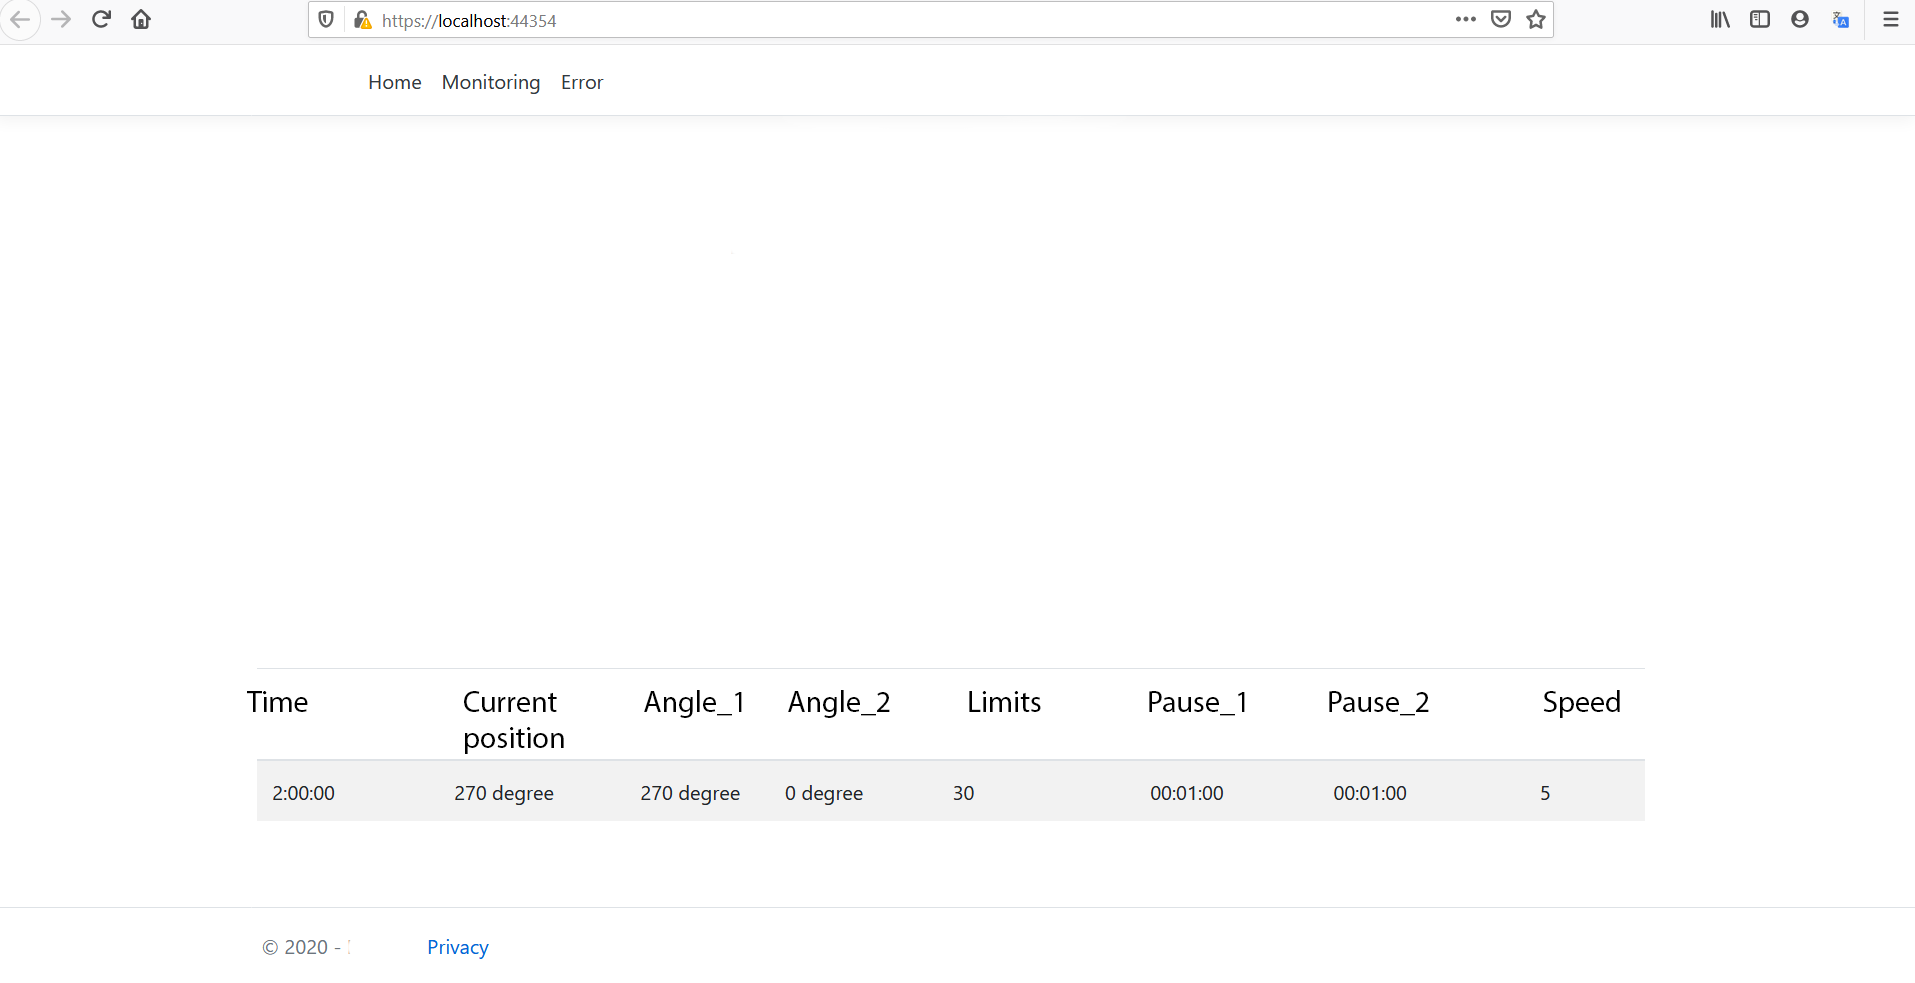 https://localhost:44354
Home Monitoring Error
Time Current position Angle_1 Angle_2 Limits Pause_1 Pause_2 Speed
2:00:00 270 degree 270 degree 0 degree 30 00:01:00 00:01:00 5
© 2020 - Privacy